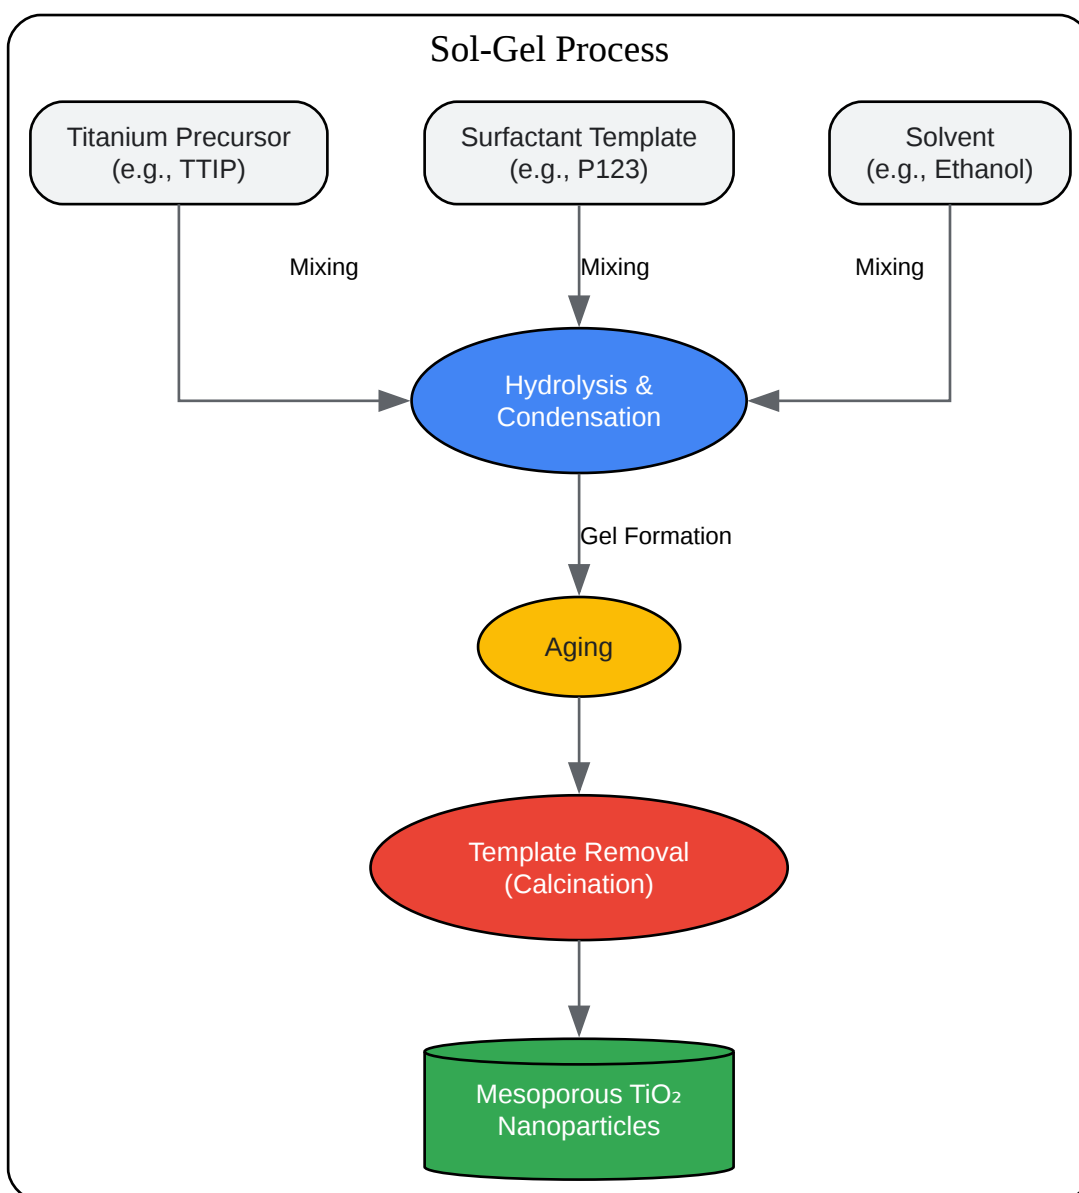 Sol-Gel Process
Titanium Precursor
(e.g., TTIP)
Surfactant Template
(e.g., P123)
Solvent
(e.g., Ethanol)
Mixing
Mixing
Mixing
Hydrolysis &
Condensation
Gel Formation
Aging
Template Removal
(Calcination)
Mesoporous TiO₂
Nanoparticles